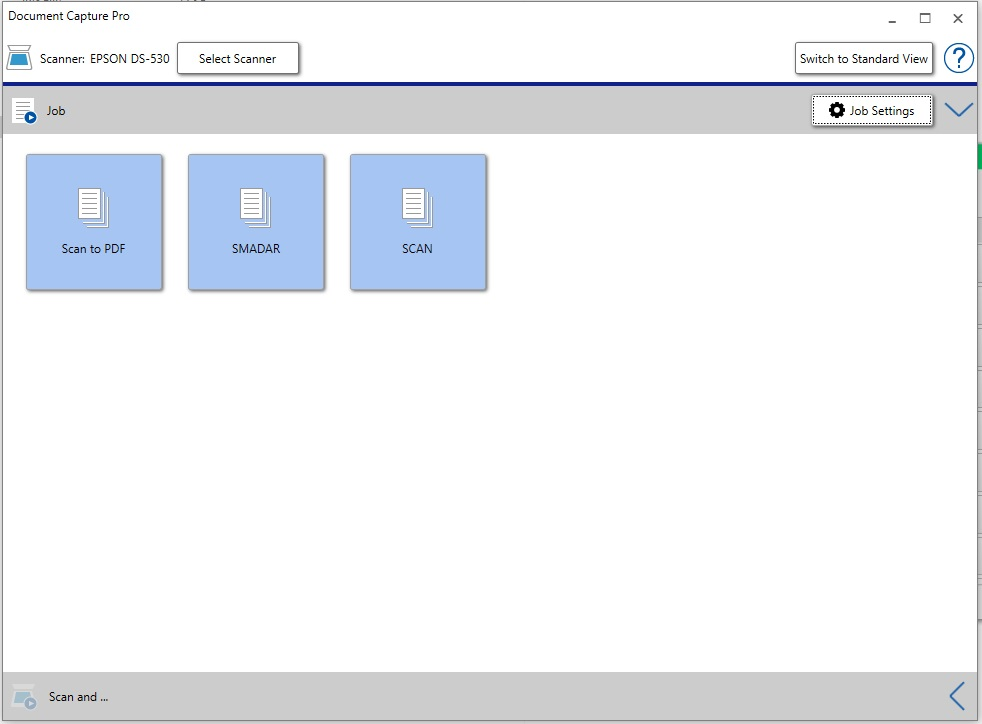 Document Capture Pro
Scanner: EPSON DS-530
Select Scanner
Switch to Standard View
?
Job
Job Settings
Scan to PDF
SMADAR
SCAN
Scan and ...